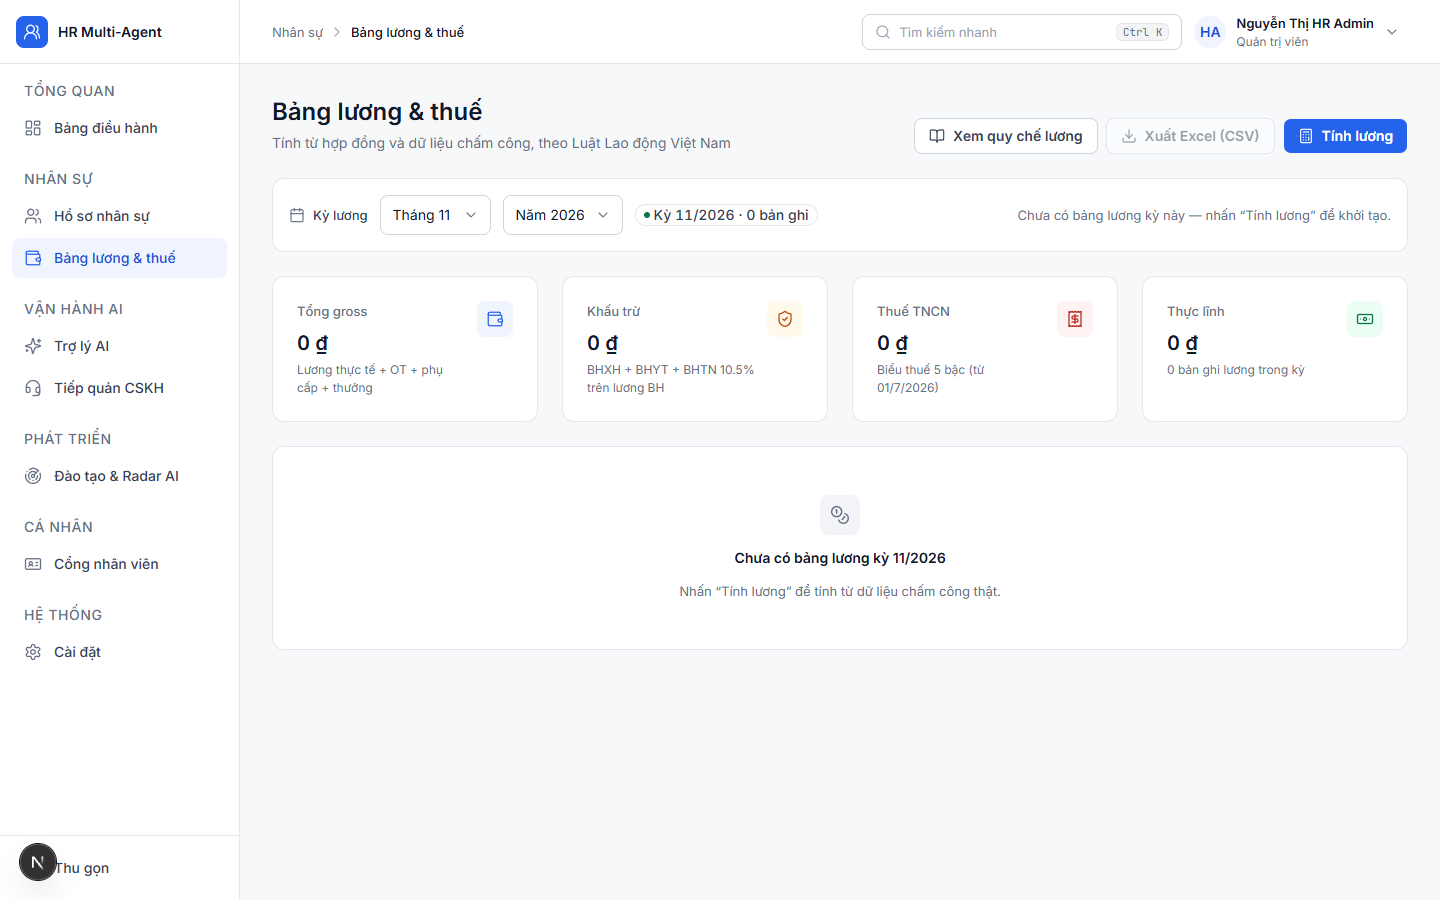 HR Multi-Agent
Nhân sự
Bảng lương & thuế
Tìm kiếm nhanh
Ctrl K
HA
Nguyễn Thị HR Admin
Quản trị viên
TỔNG QUAN
Bảng điều hành
NHÂN SỰ
Hồ sơ nhân sự
Bảng lương & thuế
VẬN HÀNH AI
Trợ lý AI
Tiếp quản CSKH
PHÁT TRIỂN
Đào tạo & Radar AI
CÁ NHÂN
Cổng nhân viên
HỆ THỐNG
Cài đặt
N
Thu gọn
Bảng lương & thuế
Tính từ hợp đồng và dữ liệu chấm công, theo Luật Lao động Việt Nam
Xem quy chế lương
Xuất Excel (CSV)
Tính lương
Kỳ lương
Tháng 11
Năm 2026
Kỳ 11/2026 · 0 bản ghi
Chưa có bảng lương kỳ này — nhấn “Tính lương” để khởi tạo.
Tổng gross
0 ₫
Lương thực tế + OT + phụ
cấp + thưởng
Khấu trừ
0 ₫
BHXH + BHYT + BHTN 10.5%
trên lương BH
Thuế TNCN
0 ₫
Biểu thuế 5 bậc (từ
01/7/2026)
Thực lĩnh
0 ₫
0 bản ghi lương trong kỳ
Chưa có bảng lương kỳ 11/2026
Nhấn “Tính lương” để tính từ dữ liệu chấm công thật.